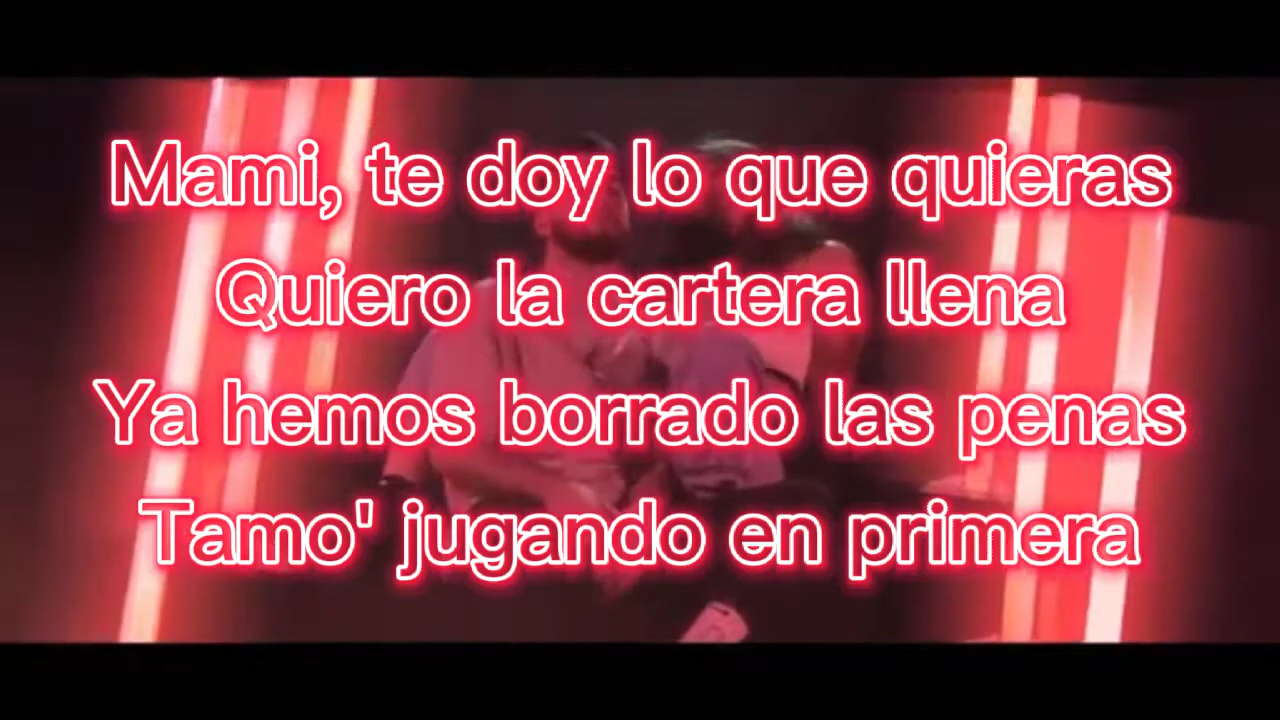 Mami, te doy lo que quieras
Quiero la cartera llena
Ya hemos borrado las penas
Tamo' jugando en primera